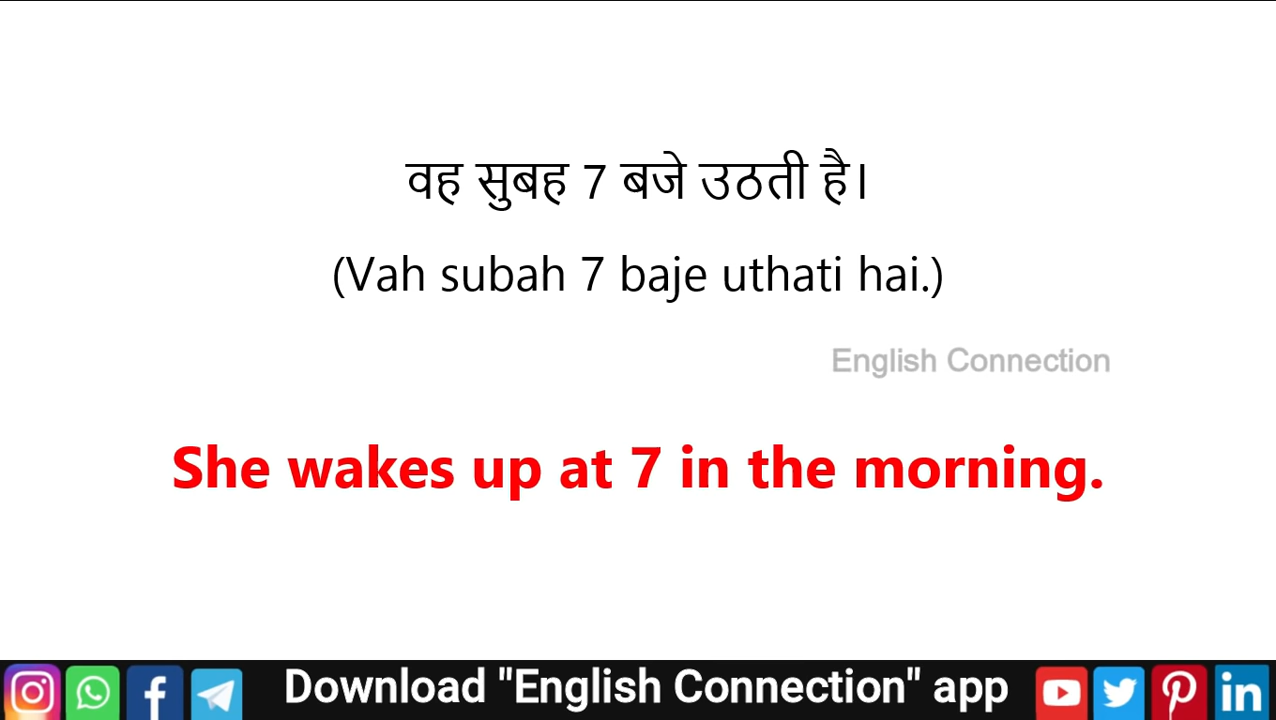 वह सुबह 7 बजे उठती है।
(Vah subah 7 baje uthati hai.)
English Connection
She wakes up at 7 in the morning.
Download "English Connection" app